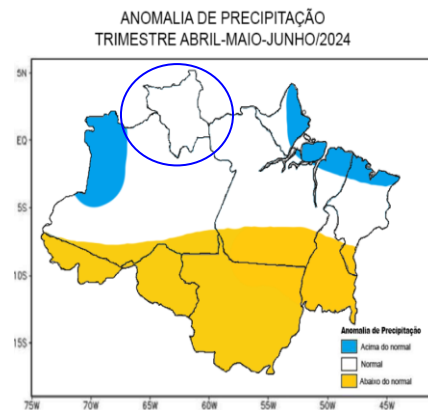 ANOMALIA DE PRECIPITAÇÃO
TRIMESTRE ABRIL-MAIO-JUNHO/2024
5N
EQ
5S
10S
15S
75W 70W 65W 60W 55W 50W 45W
Anomalia de Precipitação
Acima do normal
Normal
Abaixo do normal